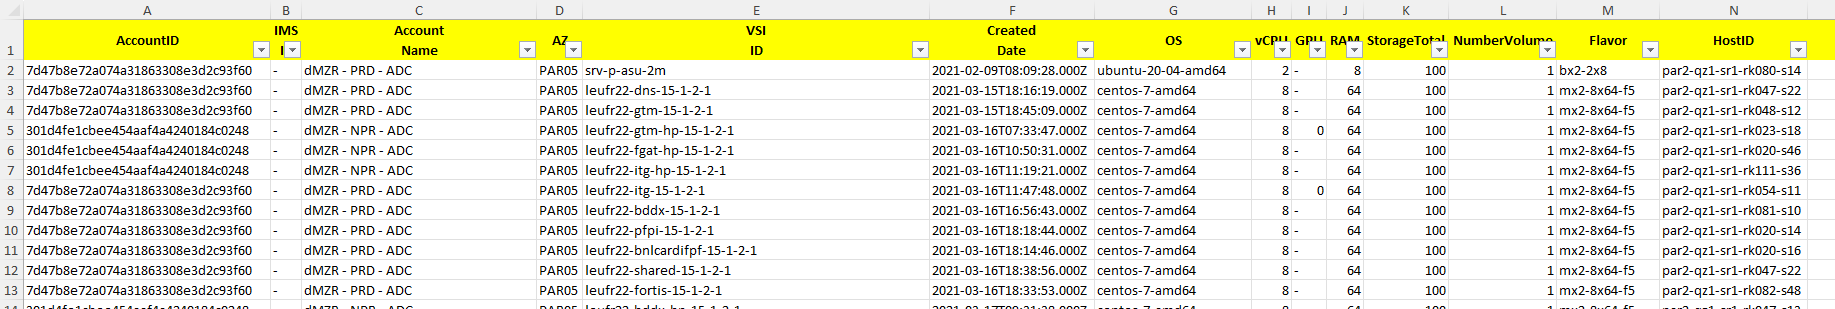 A B C D E F G H I J K L M N
1 AccountID IMS Account Name AZ VSI ID Created Date OS vCPU GPU RAM StorageTotal NumberVolume Flavor HostID
2 7d47b8e72a074a31863308e3d2c93f60 - dMZR - PRD - ADC PAR05 srv-p-asu-2m 2021-02-09T08:09:28.000Z ubuntu-20-04-amd64 2 - 8 100 1 bx2-2x8 par2-qz1-sr1-rk080-s14
3 7d47b8e72a074a31863308e3d2c93f60 - dMZR - PRD - ADC PAR05 leufr22-dns-15-1-2-1 2021-03-15T18:16:19.000Z centos-7-amd64 8 - 64 100 1 mx2-8x64-f5 par2-qz1-sr1-rk047-s22
4 7d47b8e72a074a31863308e3d2c93f60 - dMZR - PRD - ADC PAR05 leufr22-gtm-15-1-2-1 2021-03-15T18:45:09.000Z centos-7-amd64 8 - 64 100 1 mx2-8x64-f5 par2-qz1-sr1-rk048-s12
5 301d4fe1cbee454aaf4a4240184c0248 - dMZR - NPR - ADC PAR05 leufr22-gtm-hp-15-1-2-1 2021-03-16T07:33:47.000Z centos-7-amd64 8 0 64 100 1 mx2-8x64-f5 par2-qz1-sr1-rk023-s18
6 301d4fe1cbee454aaf4a4240184c0248 - dMZR - NPR - ADC PAR05 leufr22-fgat-hp-15-1-2-1 2021-03-16T10:50:31.000Z centos-7-amd64 8 - 64 100 1 mx2-8x64-f5 par2-qz1-sr1-rk020-s46
7 301d4fe1cbee454aaf4a4240184c0248 - dMZR - NPR - ADC PAR05 leufr22-itg-hp-15-1-2-1 2021-03-16T11:19:21.000Z centos-7-amd64 8 - 64 100 1 mx2-8x64-f5 par2-qz1-sr1-rk111-s36
8 7d47b8e72a074a31863308e3d2c93f60 - dMZR - PRD - ADC PAR05 leufr22-itg-15-1-2-1 2021-03-16T11:47:48.000Z centos-7-amd64 8 0 64 100 1 mx2-8x64-f5 par2-qz1-sr1-rk054-s11
9 7d47b8e72a074a31863308e3d2c93f60 - dMZR - PRD - ADC PAR05 leufr22-bddx-15-1-2-1 2021-03-16T16:56:43.000Z centos-7-amd64 8 - 64 100 1 mx2-8x64-f5 par2-qz1-sr1-rk081-s10
10 7d47b8e72a074a31863308e3d2c93f60 - dMZR - PRD - ADC PAR05 leufr22-pfpi-15-1-2-1 2021-03-16T18:18:44.000Z centos-7-amd64 8 - 64 100 1 mx2-8x64-f5 par2-qz1-sr1-rk020-s14
11 7d47b8e72a074a31863308e3d2c93f60 - dMZR - PRD - ADC PAR05 leufr22-bnlcardifpf-15-1-2-1 2021-03-16T18:14:46.000Z centos-7-amd64 8 - 64 100 1 mx2-8x64-f5 par2-qz1-sr1-rk020-s16
12 7d47b8e72a074a31863308e3d2c93f60 - dMZR - PRD - ADC PAR05 leufr22-shared-15-1-2-1 2021-03-16T18:38:56.000Z centos-7-amd64 8 - 64 100 1 mx2-8x64-f5 par2-qz1-sr1-rk047-s22
13 7d47b8e72a074a31863308e3d2c93f60 - dMZR - PRD - ADC PAR05 leufr22-fortis-15-1-2-1 2021-03-16T18:33:53.000Z centos-7-amd64 8 - 64 100 1 mx2-8x64-f5 par2-qz1-sr1-rk082-s48